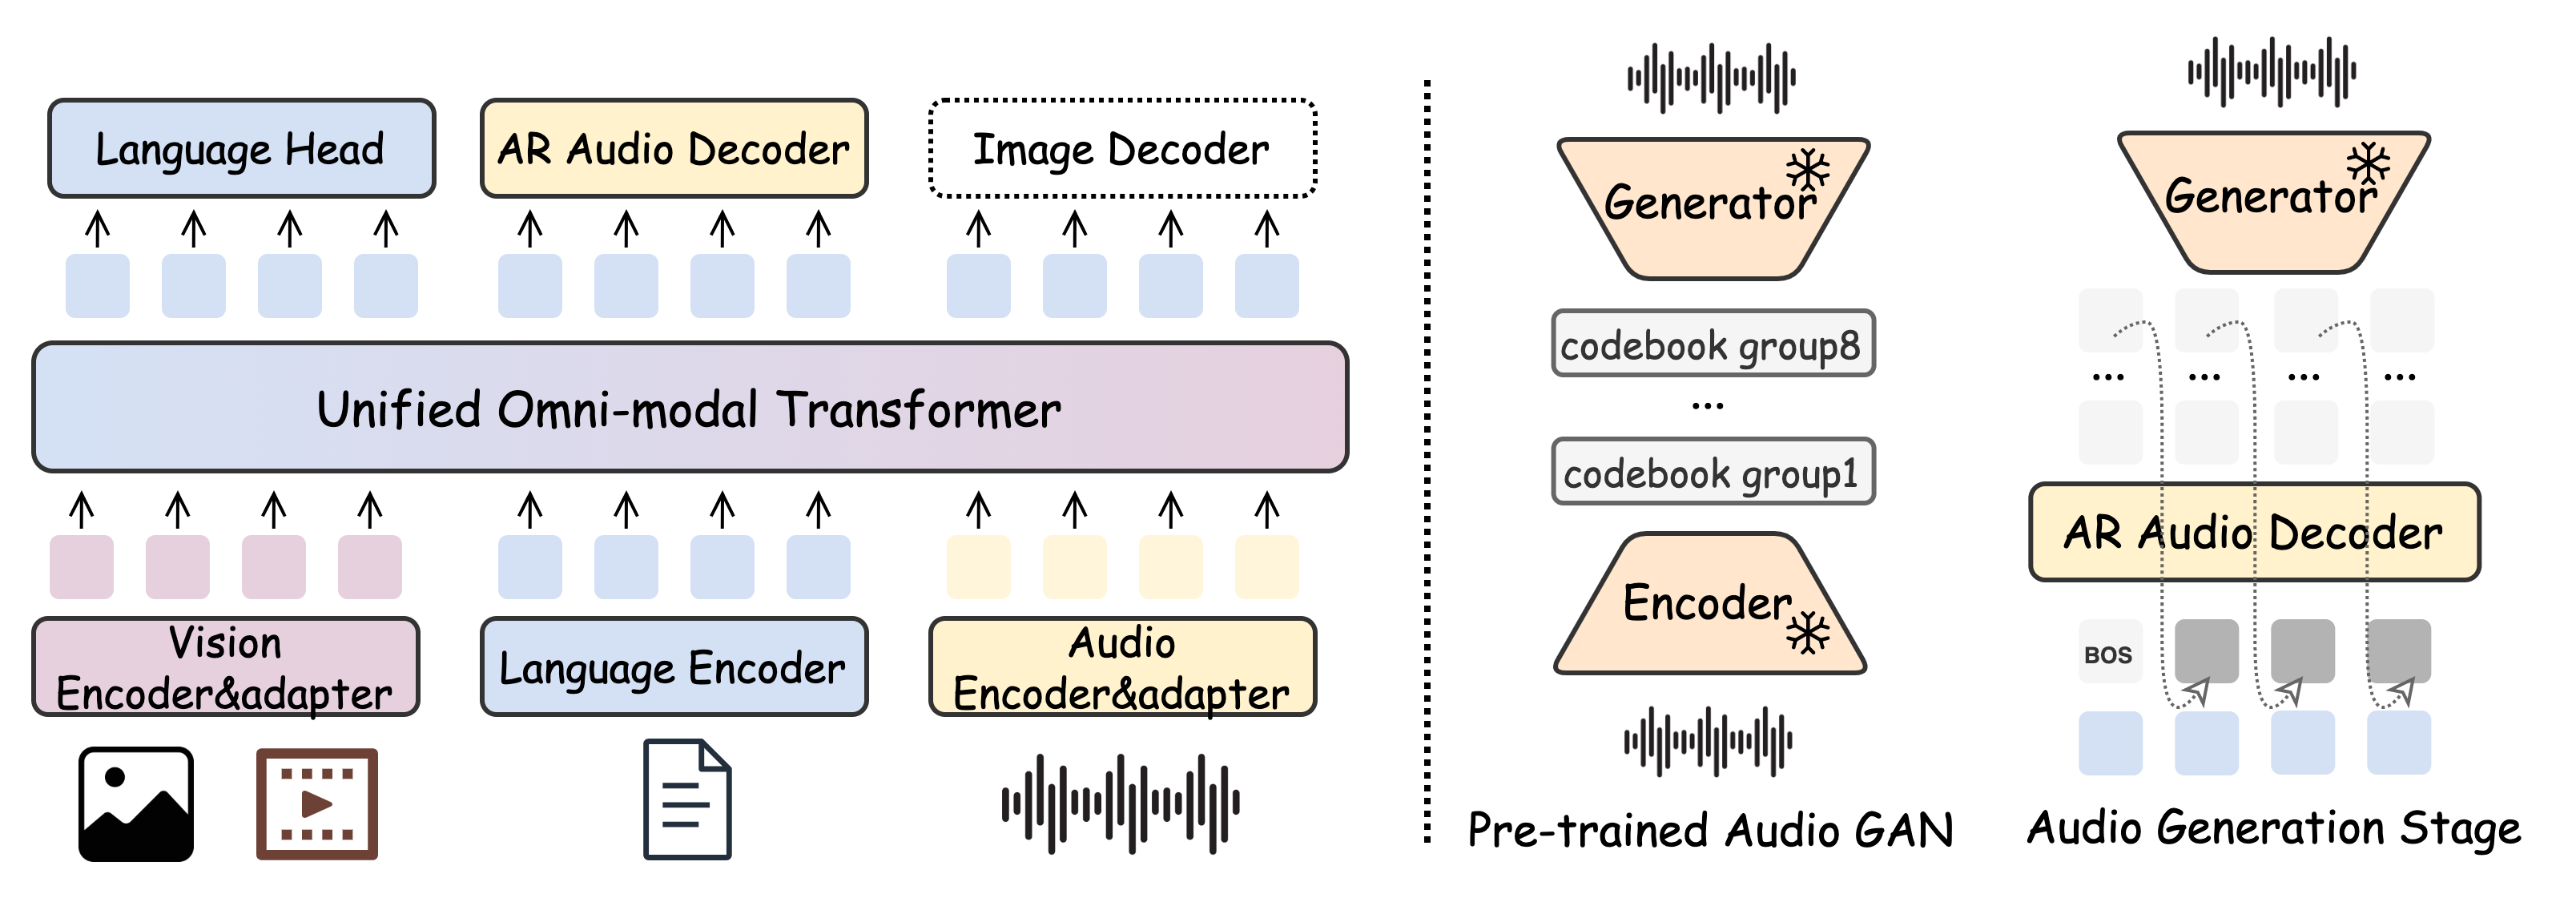 Language Head
AR Audio Decoder
Image Decoder
Unified Omni-modal Transformer
Vision
Encoder&adapter
Language Encoder
Audio
Encoder&adapter
Generator
codebook group8
...
codebook group1
Encoder
Pre-trained Audio GAN
Generator
... ... ... ...
AR Audio Decoder
BOS
Audio Generation Stage